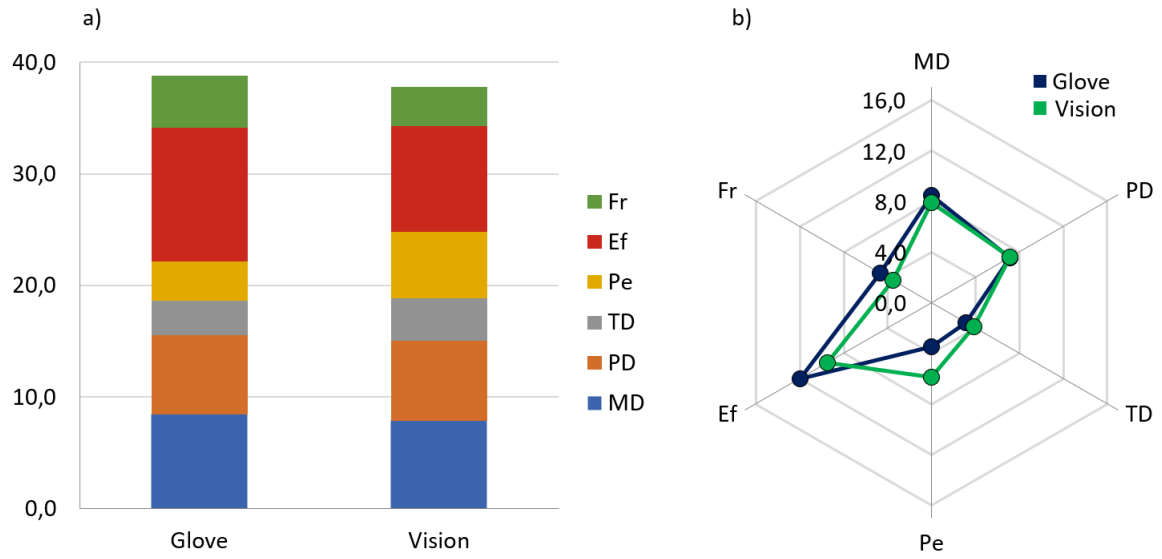 a)
40,0
30,0
20,0
10,0
0,0
Glove
Vision
Fr
Ef
Pe
TD
PD
MD
b)
MD
Glove
Vision
16,0
12,0
8,0
4,0
0,0
Fr
PD
Ef
TD
Pe